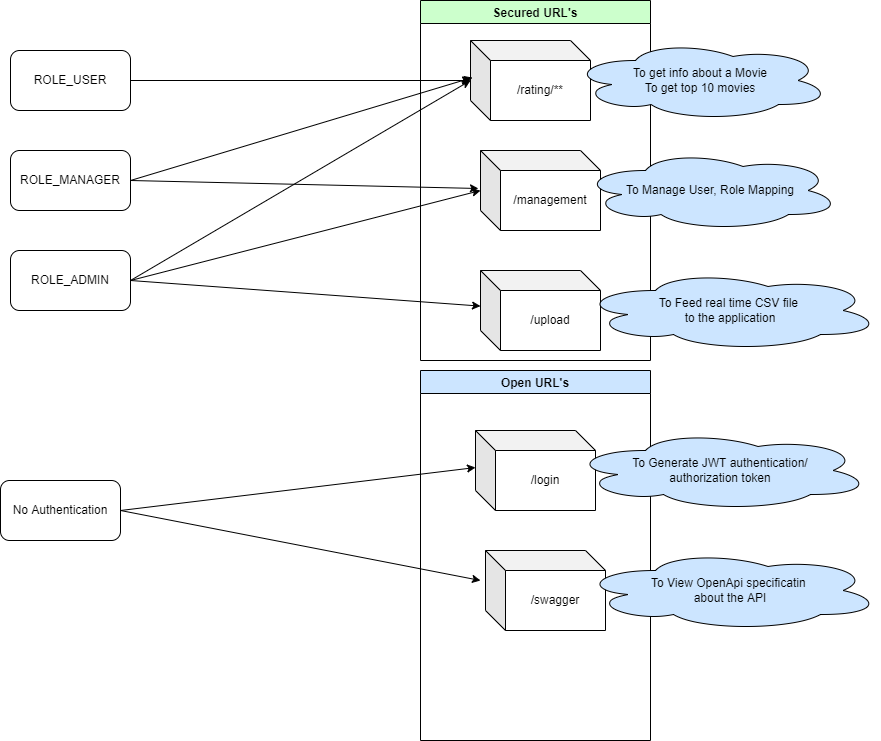 Secured URL's
ROLE_USER
/rating/**
To get info about a Movie
To get top 10 movies
ROLE_MANAGER
/management
To Manage User, Role Mapping
ROLE_ADMIN
/upload
To Feed real time CSV file
to the application
Open URL's
No Authentication
/login
To Generate JWT authentication/
authorization token
/swagger
To View OpenApi specificatin
about the API